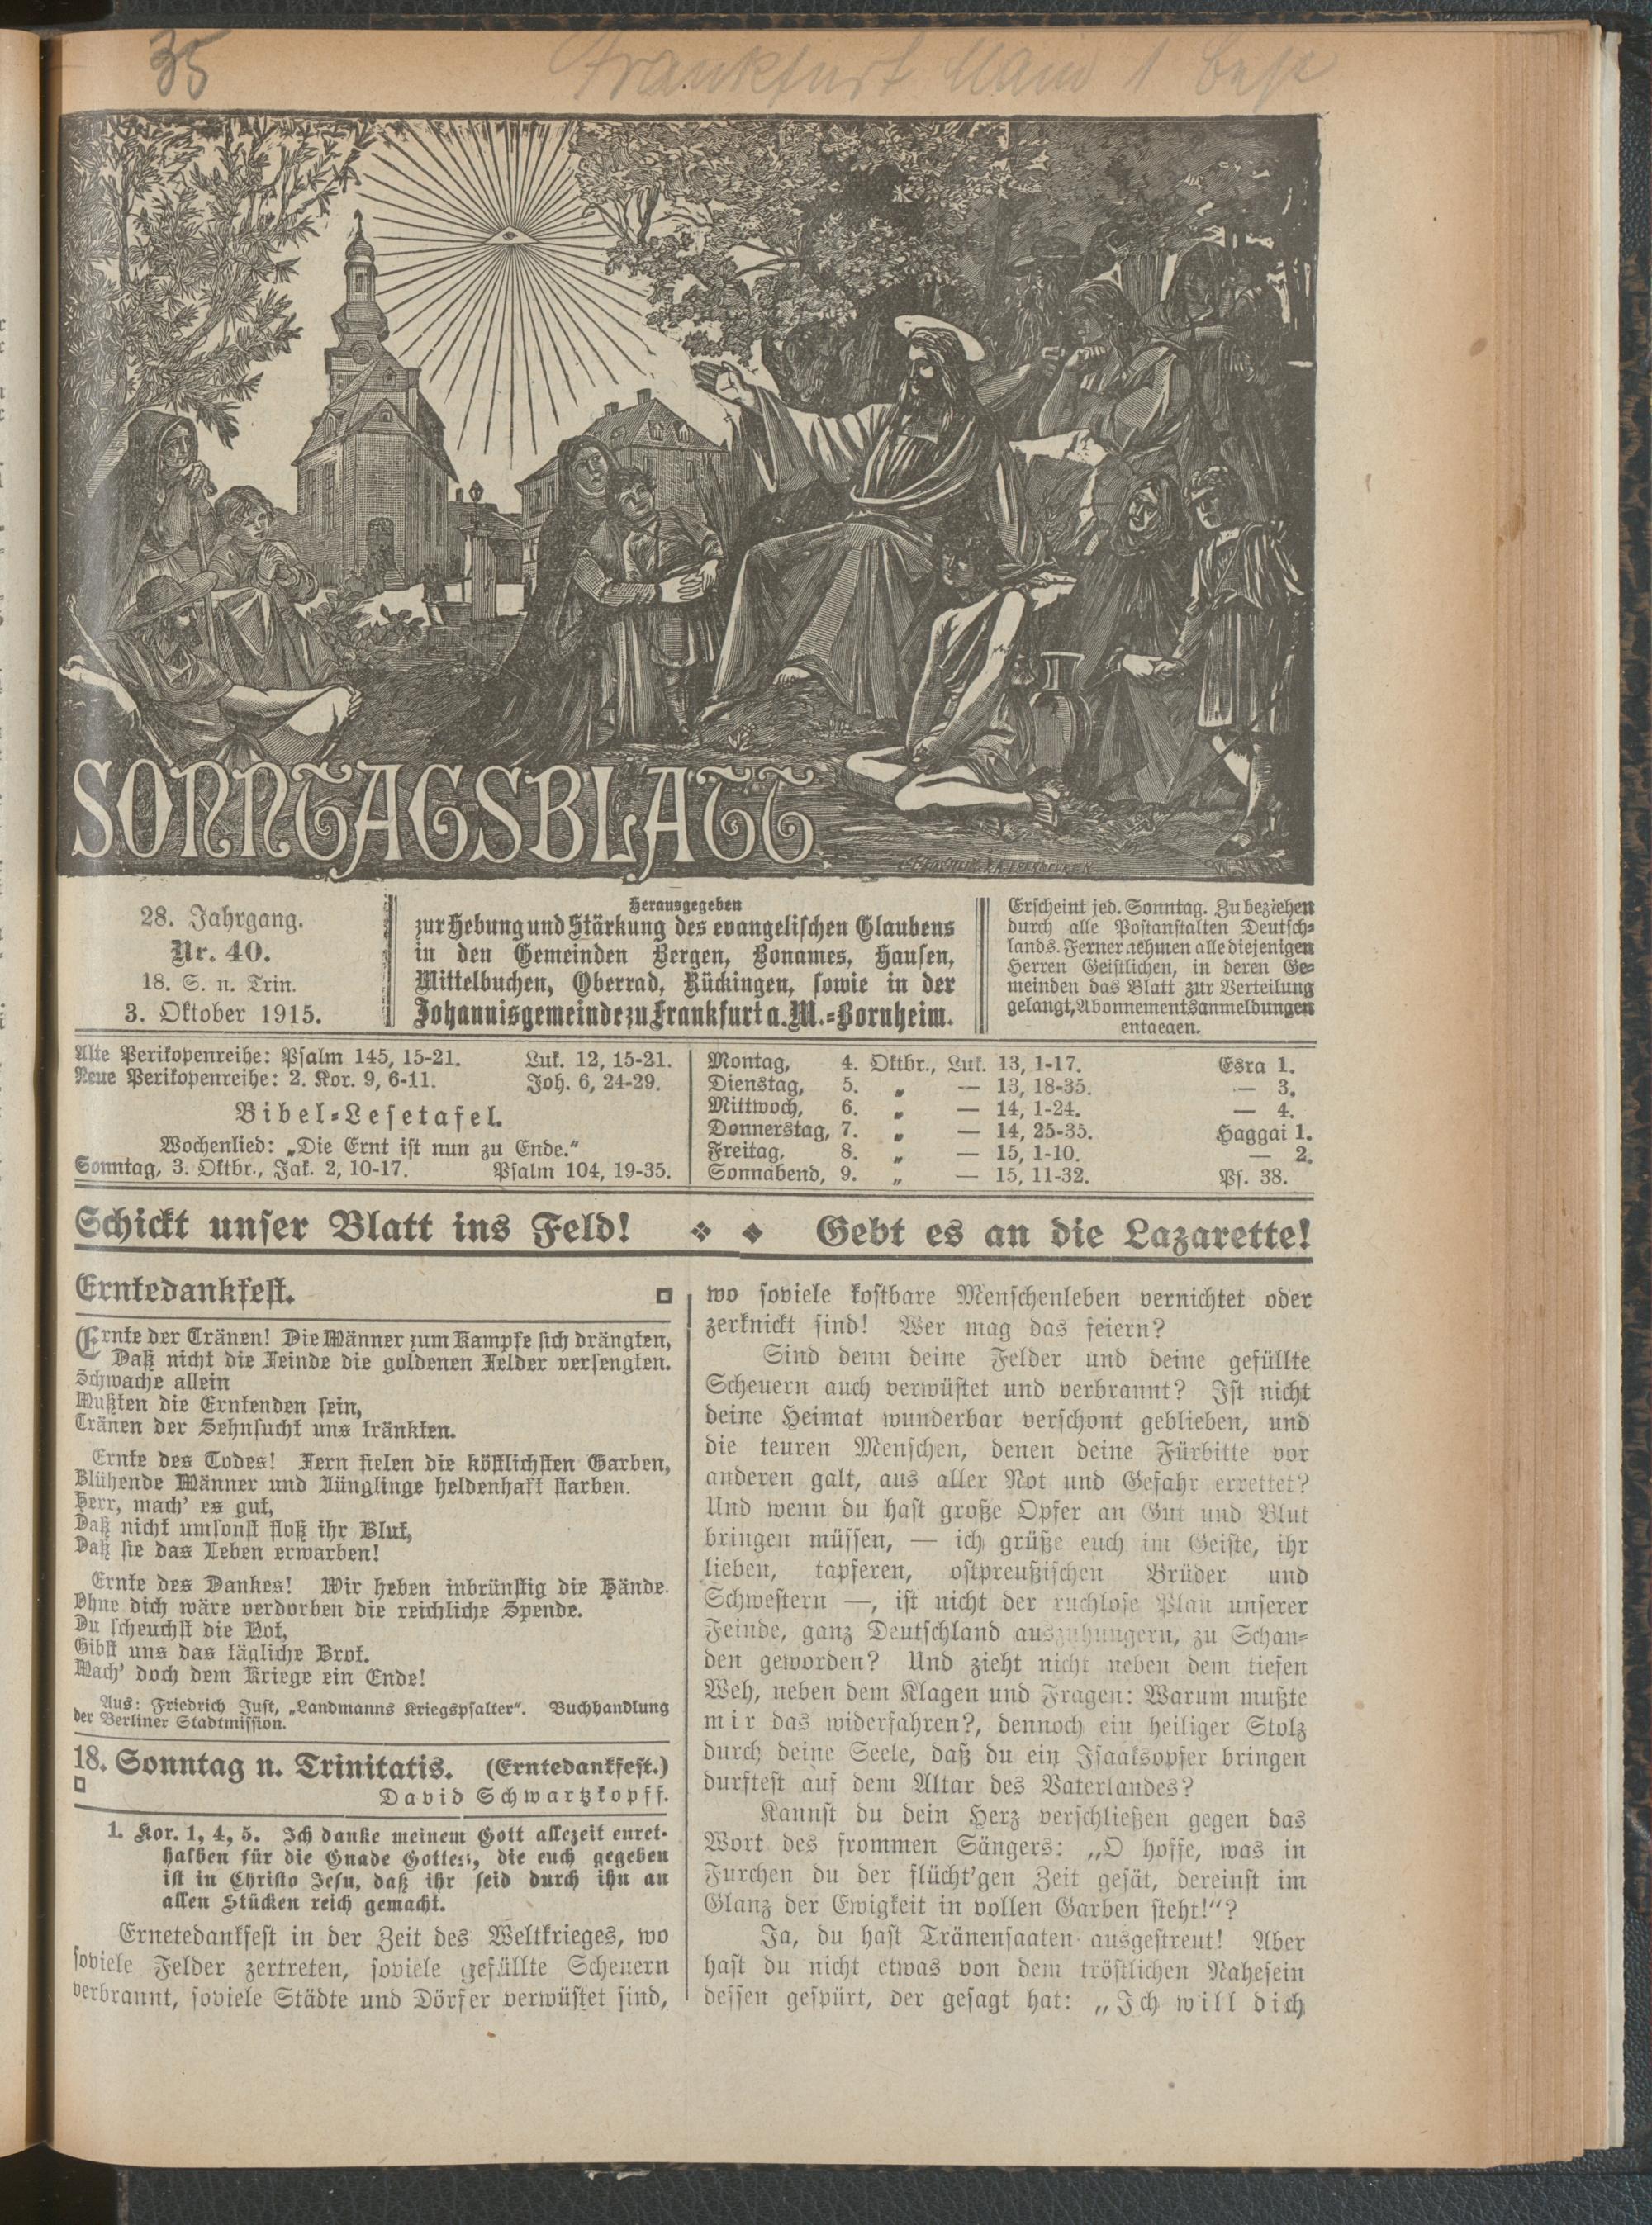 35 Frankfurt Main 1
SONNTAGSBLATT
28. Jahrgang.
Nr. 40.
18. S. n. Trin.
3. Oktober 1915.
Herausgegeben
zur Hebung und Stärkung des evangelischen Glaubens
in den Gemeinden Bergen, Bonames, Hausen,
Mittelbuchen, Oberrad, Rückingen, sowie in der
Johannisgemeinde zu Frankfurt a. M.-Bornheim.
Erscheint jed. Sonntag. Zu beziehen
durch alle Postanstalten Deutsch-
lands. Ferner nehmen alle diejenigen
Herren Geistlichen, in deren Ge-
meinden das Blatt zur Verteilung
gelangt, Abonnementsanmeldungen
entgegen.
Alte Perikopenreihe: Psalm 145, 15-21. Luk. 12, 15-21.
Neue Perikopenreihe: 2. Kor. 9, 6-11. Joh. 6, 24-29.
Bibel-Lesetafel.
Wochenlied: „Die Ernt ist nun zu Ende."
Sonntag, 3. Oktbr., Jak. 2, 10-17. Psalm 104, 19-35.
Montag, 4. Oktbr., Luk. 13, 1-17. Esra 1.
Dienstag, 5. „ — 13, 18-35. — 3.
Mittwoch, 6. „ — 14, 1-24. — 4.
Donnerstag, 7. „ — 14, 25-35. Haggai 1.
Freitag, 8. „ — 15, 1-10. — 2.
Sonnabend, 9. „ — 15, 11-32. Ps. 38.
Schickt unser Blatt ins Feld! Gebt es an die Lazarette!
Erntedankfest.
Ernte der Tränen! Die Männer zum Kampfe sich drängten,
Daß nicht die Feinde die goldenen Felder versengten.
Schwache allein
Mußten die Erntenden sein,
Tränen der Sehnsucht uns tränkten.
Ernte des Todes! Fern fielen die köstlichsten Garben,
Blühende Männer und Jünglinge heldenhaft starben.
Herr, mach' es gut,
Daß nicht umsonst floß ihr Blut,
Daß sie das Leben erwarben!
Ernte des Dankes! Wir heben inbrünstig die Hände.
Ohne dich wäre verdorben die reichliche Spende.
Du scheuchst die Not,
Gibst uns das tägliche Brot.
Mach' doch dem Kriege ein Ende!
Aus: Friedrich Just, „Landmanns Kriegspsalter". Buchhandlung
der Berliner Stadtmission.
18. Sonntag n. Trinitatis. (Erntedankfest.)
David Schwartzkopff.
1. Kor. 1, 4, 5. Ich danke meinem Gott allezeit euret-
halben für die Gnade Gottes, die euch gegeben
ist in Christo Jesu, daß ihr seid durch ihn an
allen Stücken reich gemacht.
Ernetedankfest in der Zeit des Weltkrieges, wo
soviele Felder zertreten, soviele gefüllte Scheuern
verbrannt, soviele Städte und Dörfer verwüstet sind,
wo soviele kostbare Menschenleben vernichtet oder
zerknickt sind! Wer mag das feiern?
Sind denn deine Felder und deine gefüllte
Scheuern auch verwüstet und verbrannt? Ist nicht
deine Heimat wunderbar verschont geblieben, und
die teuren Menschen, denen deine Fürbitte vor
anderen galt, aus aller Not und Gefahr errettet?
Und wenn du hast große Opfer an Gut und Blut
bringen müssen, — ich grüße euch im Geiste, ihr
lieben, tapferen, ostpreußischen Brüder und
Schwestern —, ist nicht der ruchlose Plan unserer
Feinde, ganz Deutschland auszuhungern, zu Schan-
den geworden? Und zieht nicht neben dem tiefen
Weh, neben dem Klagen und Fragen: Warum mußte
mir das widerfahren?, dennoch ein heiliger Stolz
durch deine Seele, daß du ein Isaaksopfer bringen
durftest auf dem Altar des Vaterlandes?
Kannst du dein Herz verschließen gegen das
Wort des frommen Sängers: „O hoffe, was in
Furchen du der flücht'gen Zeit gesät, dereinst im
Glanz der Ewigkeit in vollen Garben steht!"?
Ja, du hast Tränensaaten ausgestreut! Aber
hast du nicht etwas von dem tröstlichen Nahesein
dessen gespürt, der gesagt hat: „Ich will dich